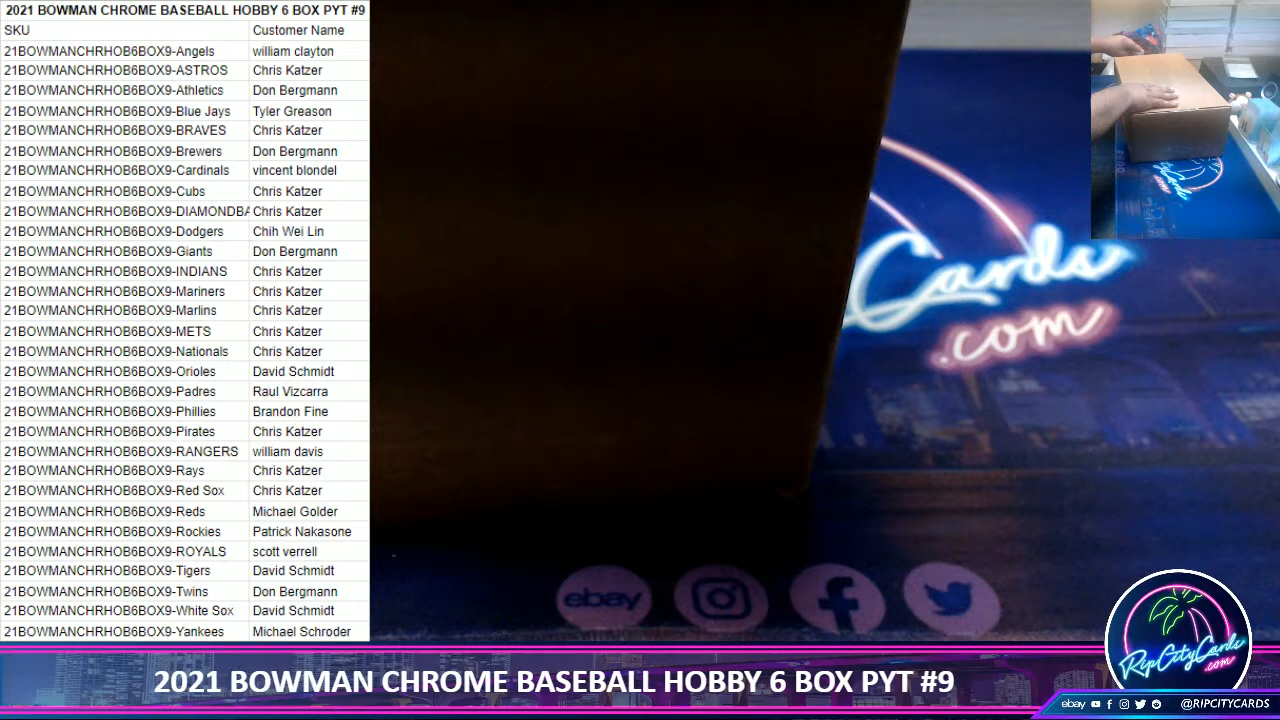 2021 BOWMAN CHROME BASEBALL HOBBY 6 BOX PYT #9
SKU Customer Name
21BOWMANCHRHOB6BOX9-Angels william clayton
21BOWMANCHRHOB6BOX9-ASTROS Chris Katzer
21BOWMANCHRHOB6BOX9-Athletics Don Bergmann
21BOWMANCHRHOB6BOX9-Blue Jays Tyler Greason
21BOWMANCHRHOB6BOX9-BRAVES Chris Katzer
21BOWMANCHRHOB6BOX9-Brewers Don Bergmann
21BOWMANCHRHOB6BOX9-Cardinals vincent blondel
21BOWMANCHRHOB6BOX9-Cubs Chris Katzer
21BOWMANCHRHOB6BOX9-DIAMONDBA Chris Katzer
21BOWMANCHRHOB6BOX9-Dodgers Chih Wei Lin
21BOWMANCHRHOB6BOX9-Giants Don Bergmann
21BOWMANCHRHOB6BOX9-INDIANS Chris Katzer
21BOWMANCHRHOB6BOX9-Mariners Chris Katzer
21BOWMANCHRHOB6BOX9-Marlins Chris Katzer
21BOWMANCHRHOB6BOX9-METS Chris Katzer
21BOWMANCHRHOB6BOX9-Nationals Chris Katzer
21BOWMANCHRHOB6BOX9-Orioles David Schmidt
21BOWMANCHRHOB6BOX9-Padres Raul Vizcarra
21BOWMANCHRHOB6BOX9-Phillies Brandon Fine
21BOWMANCHRHOB6BOX9-Pirates Chris Katzer
21BOWMANCHRHOB6BOX9-RANGERS william davis
21BOWMANCHRHOB6BOX9-Rays Chris Katzer
21BOWMANCHRHOB6BOX9-Red Sox Chris Katzer
21BOWMANCHRHOB6BOX9-Reds Michael Golder
21BOWMANCHRHOB6BOX9-Rockies Patrick Nakasone
21BOWMANCHRHOB6BOX9-ROYALS scott verrell
21BOWMANCHRHOB6BOX9-Tigers David Schmidt
21BOWMANCHRHOB6BOX9-Twins Don Bergmann
21BOWMANCHRHOB6BOX9-White Sox David Schmidt
21BOWMANCHRHOB6BOX9-Yankees Michael Schroder
Cards
.com
Cards
.com
ebay
RipCityCards
.com
2021 BOWMAN CHROME BASEBALL HOBBY 6 BOX PYT #9
ebay @RIPCITYCARDS